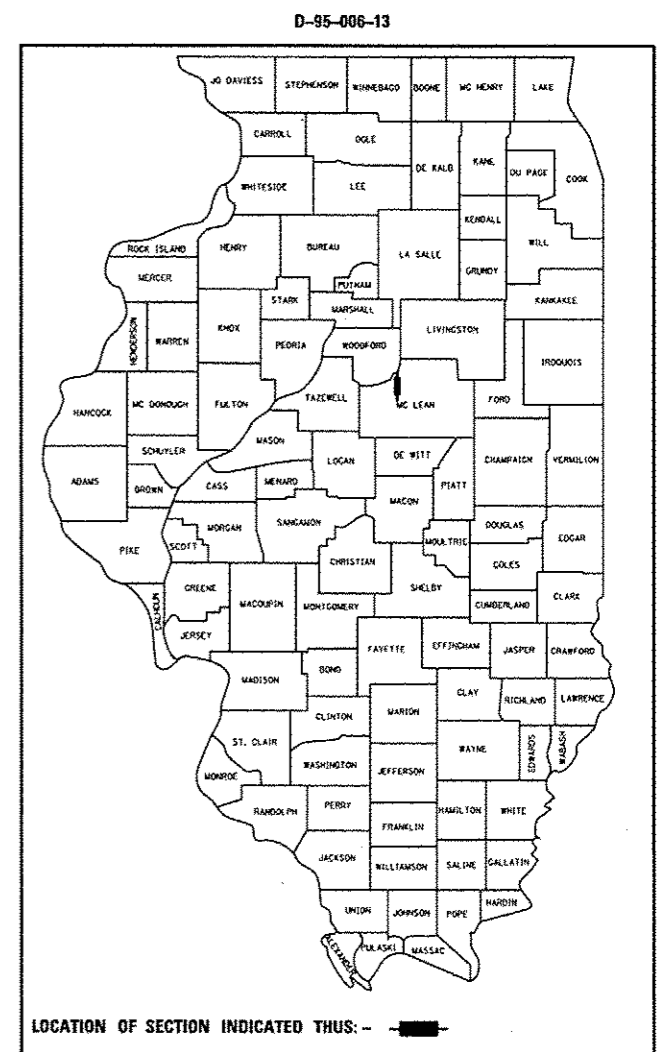 D-95-006-13
JO DAVIESS STEPHENSON WINNEBAGO BOONE MC HENRY LAKE
CARROLL OGLE DE KALB KANE DU PAGE COOK
WHITESIDE LEE KENDALL
ROCK ISLAND HENRY BUREAU LA SALLE GRUNDY WILL
MERCER PUTNAM KANKAKEE
STARK MARSHALL
HENDERSON WARREN KNOX PEORIA WOODFORD LIVINGSTON IROQUOIS
HANCOCK MC DONOUGH FULTON TAZEWELL MC LEAN FORD
SCHUYLER MASON LOGAN DE WITT CHAMPAIGN VERMILION
ADAMS BROWN CASS MENARD MACON PIATT
MORGAN SANGAMON DOUGLAS EDGAR
PIKE SCOTT CHRISTIAN MOULTRIE COLES
CALHOUN GREENE MACOUPIN MONTGOMERY SHELBY CUMBERLAND CLARK
JERSEY FAYETTE EFFINGHAM JASPER CRAWFORD
MADISON BOND CLAY RICHLAND LAWRENCE
CLINTON MARION
ST. CLAIR WAYNE EDWARDS WABASH
MONROE WASHINGTON JEFFERSON
RANDOLPH PERRY HAMILTON WHITE
FRANKLIN
JACKSON WILLIAMSON SALINE GALLATIN
UNION JOHNSON POPE HARDIN
ALEXANDER PULASKI MASSAC
LOCATION OF SECTION INDICATED THUS: -